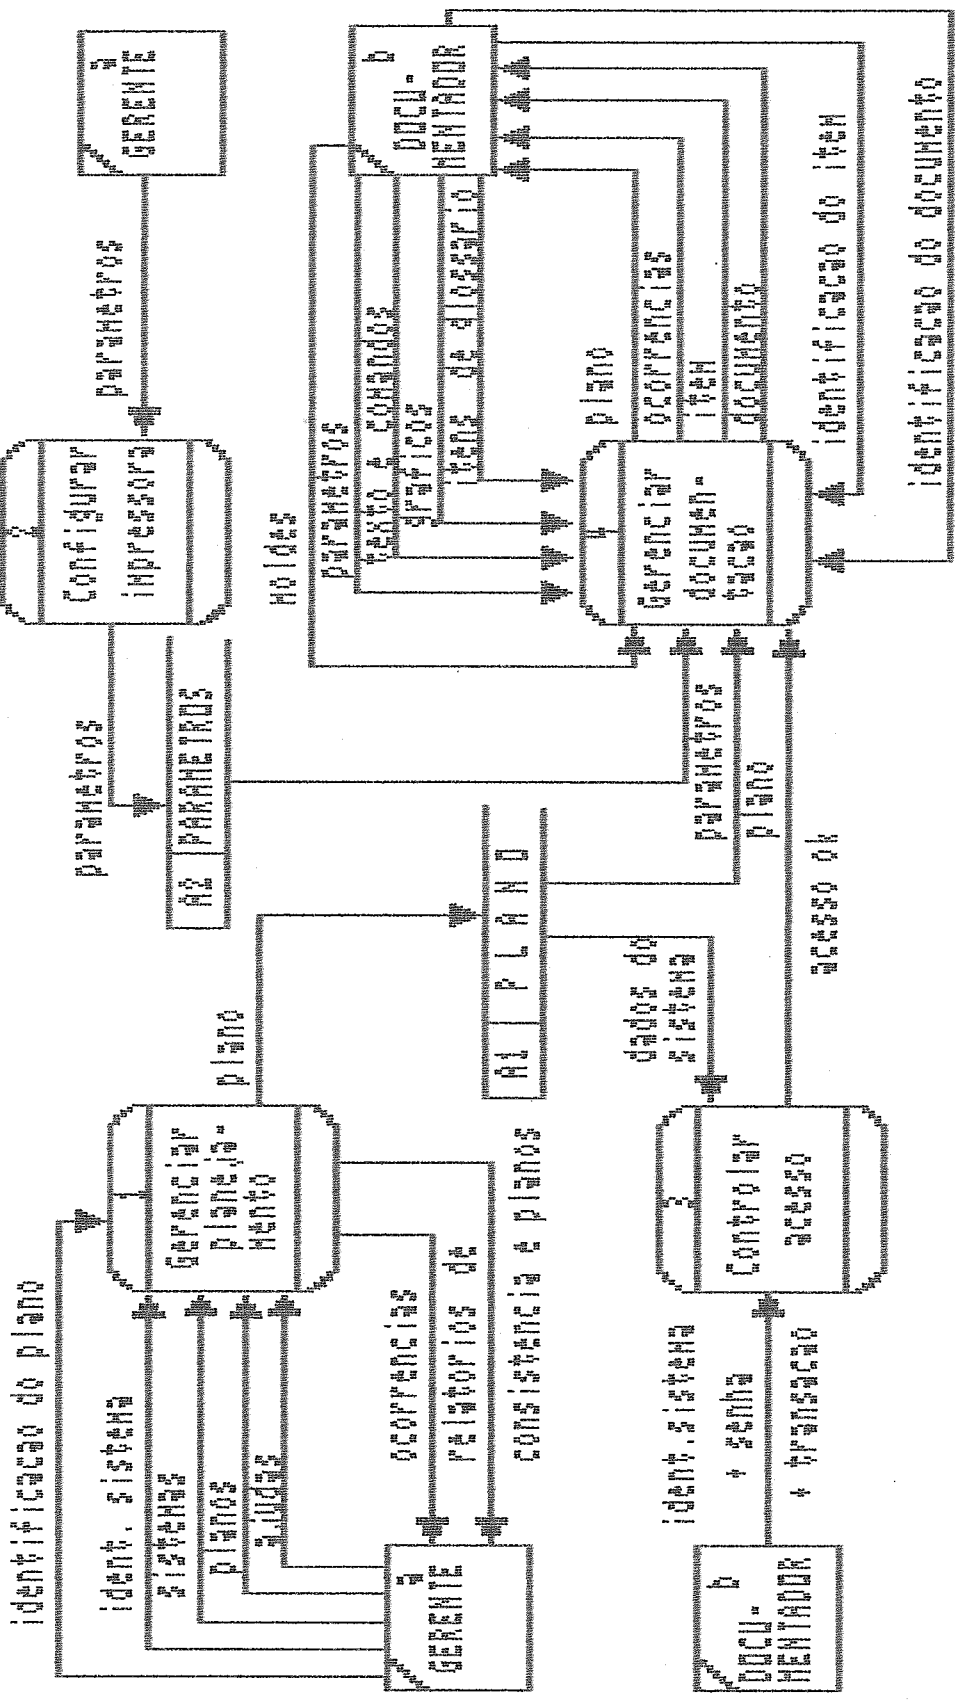 identificacao do plano
ident. sistema
sistemas
planos
ajudas
a
GERENTE
1
Gerenciar
planeja-
mento
plano
ocorrencias
relatorios de
consistencia e planos
parametros
A2 PARAMETROS
Configurar
impressora
parametros
a
GERENTE
A1 P L A N O
dados do
sistema
ident.sistema
+ senha
+ transacao
b
DOCU-
MENTADOR
Controlar
acesso
acesso ok
parametros
plano
moldes
parametros
texto e comandos
graficos
itens de glossario
b
DOCU-
MENTADOR
Gerenciar
documen-
tacao
plano
ocorrencias
item
documento
identificacao do item
identificacao do documento